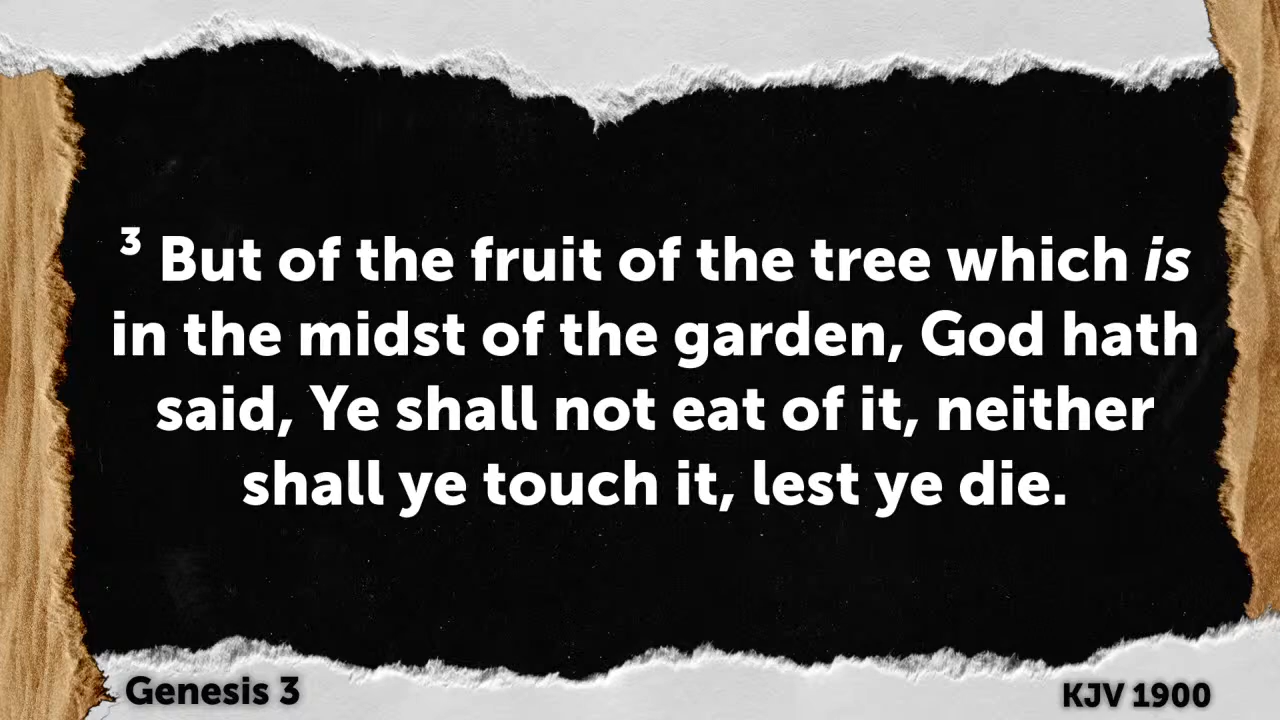 ³ But of the fruit of the tree which is
in the midst of the garden, God hath
said, Ye shall not eat of it, neither
shall ye touch it, lest ye die.
Genesis 3
KJV 1900